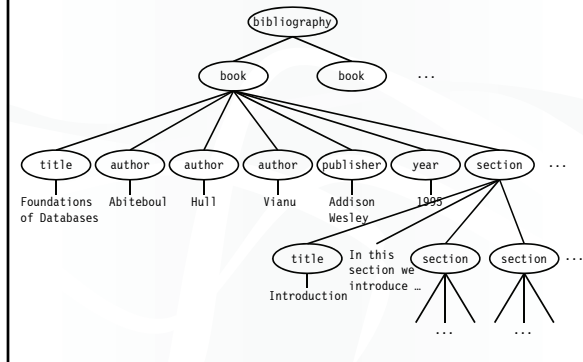 bibliography
book
book
...
title
author
author
author
publisher
year
section
...
Foundations
of Databases
Abiteboul
Hull
Vianu
Addison
Wesley
1995
title
In this
section we
introduce …
section
section
...
Introduction
...
...